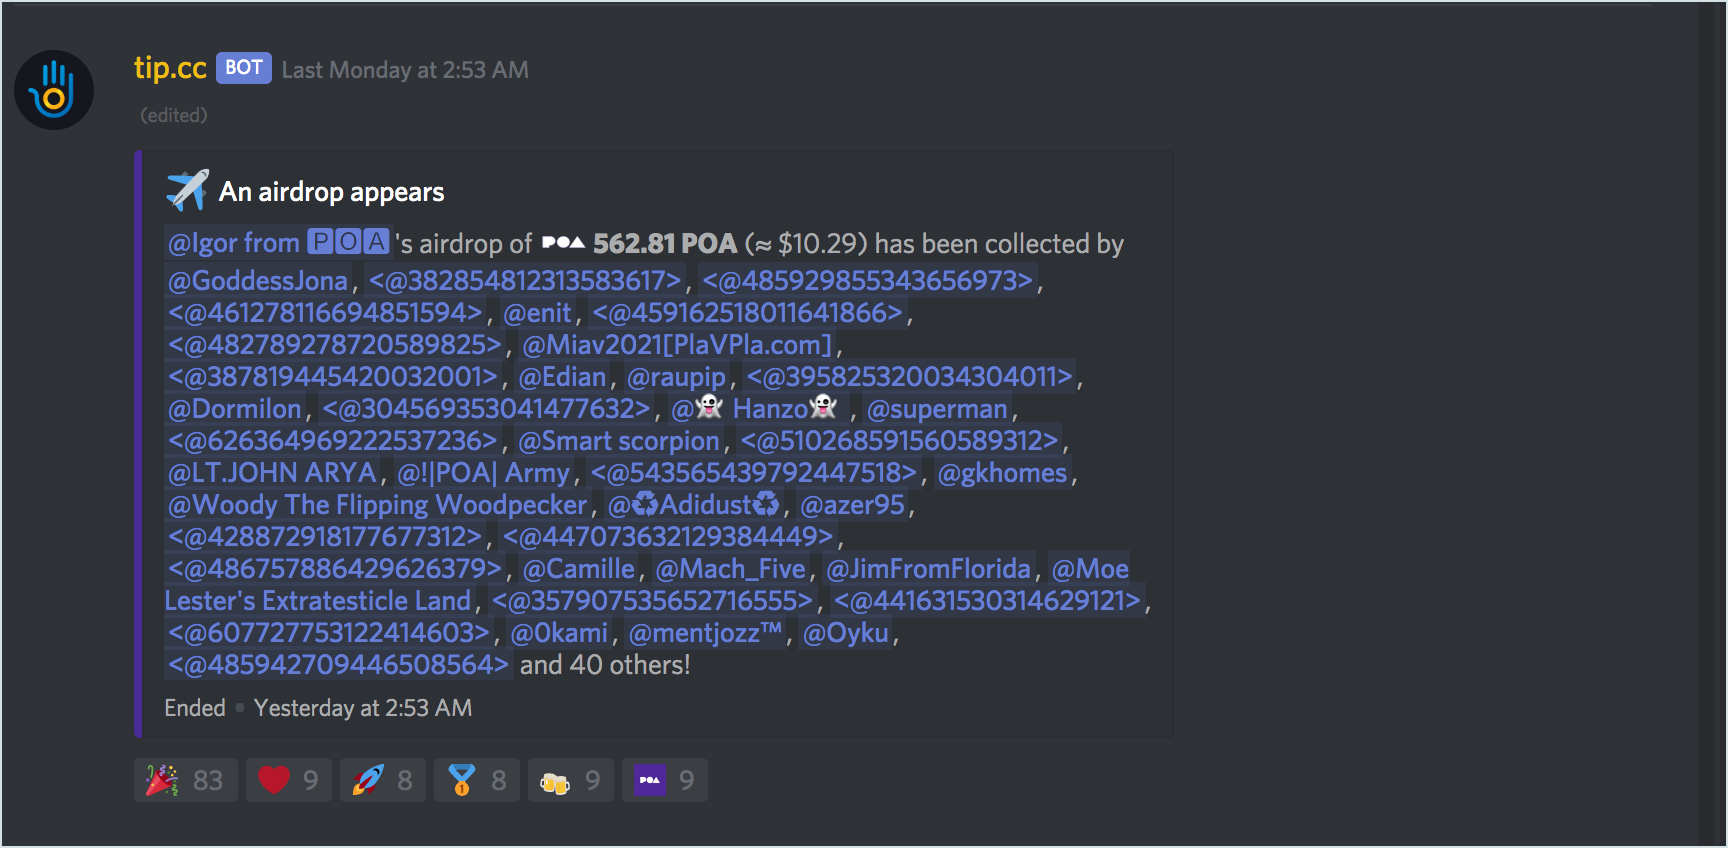 tip.cc BOT Last Monday at 2:53 AM
(edited)
An airdrop appears
@Igor from 🅿🅾🅰 's airdrop of POA 562.81 POA (≈ $10.29) has been collected by
@GoddessJona, <@382854812313583617>, <@485929855343656973>,
<@461278116694851594>, @enit, <@459162518011641866>,
<@482789278720589825>, @Miav2021[PlaVPla.com],
<@387819445420032001>, @Edian, @raupip, <@395825320034304011>,
@Dormilon, <@304569353041477632>, @👻 Hanzo👻 , @superman,
<@626364969222537236>, @Smart scorpion, <@510268591560589312>,
@LT.JOHN ARYA, @!|POA| Army, <@543565439792447518>, @gkhomes,
@Woody The Flipping Woodpecker, @♻Adidust♻, @azer95,
<@428872918177677312>, <@447073632129384449>,
<@486757886429626379>, @Camille, @Mach_Five, @JimFromFlorida, @Moe
Lester's Extratesticle Land, <@357907535652716555>, <@441631530314629121>,
<@607727753122414603>, @0kami, @mentjozz™, @Oyku,
<@485942709446508564> and 40 others!
Ended • Yesterday at 2:53 AM
83 9 8 8 9 POA 9